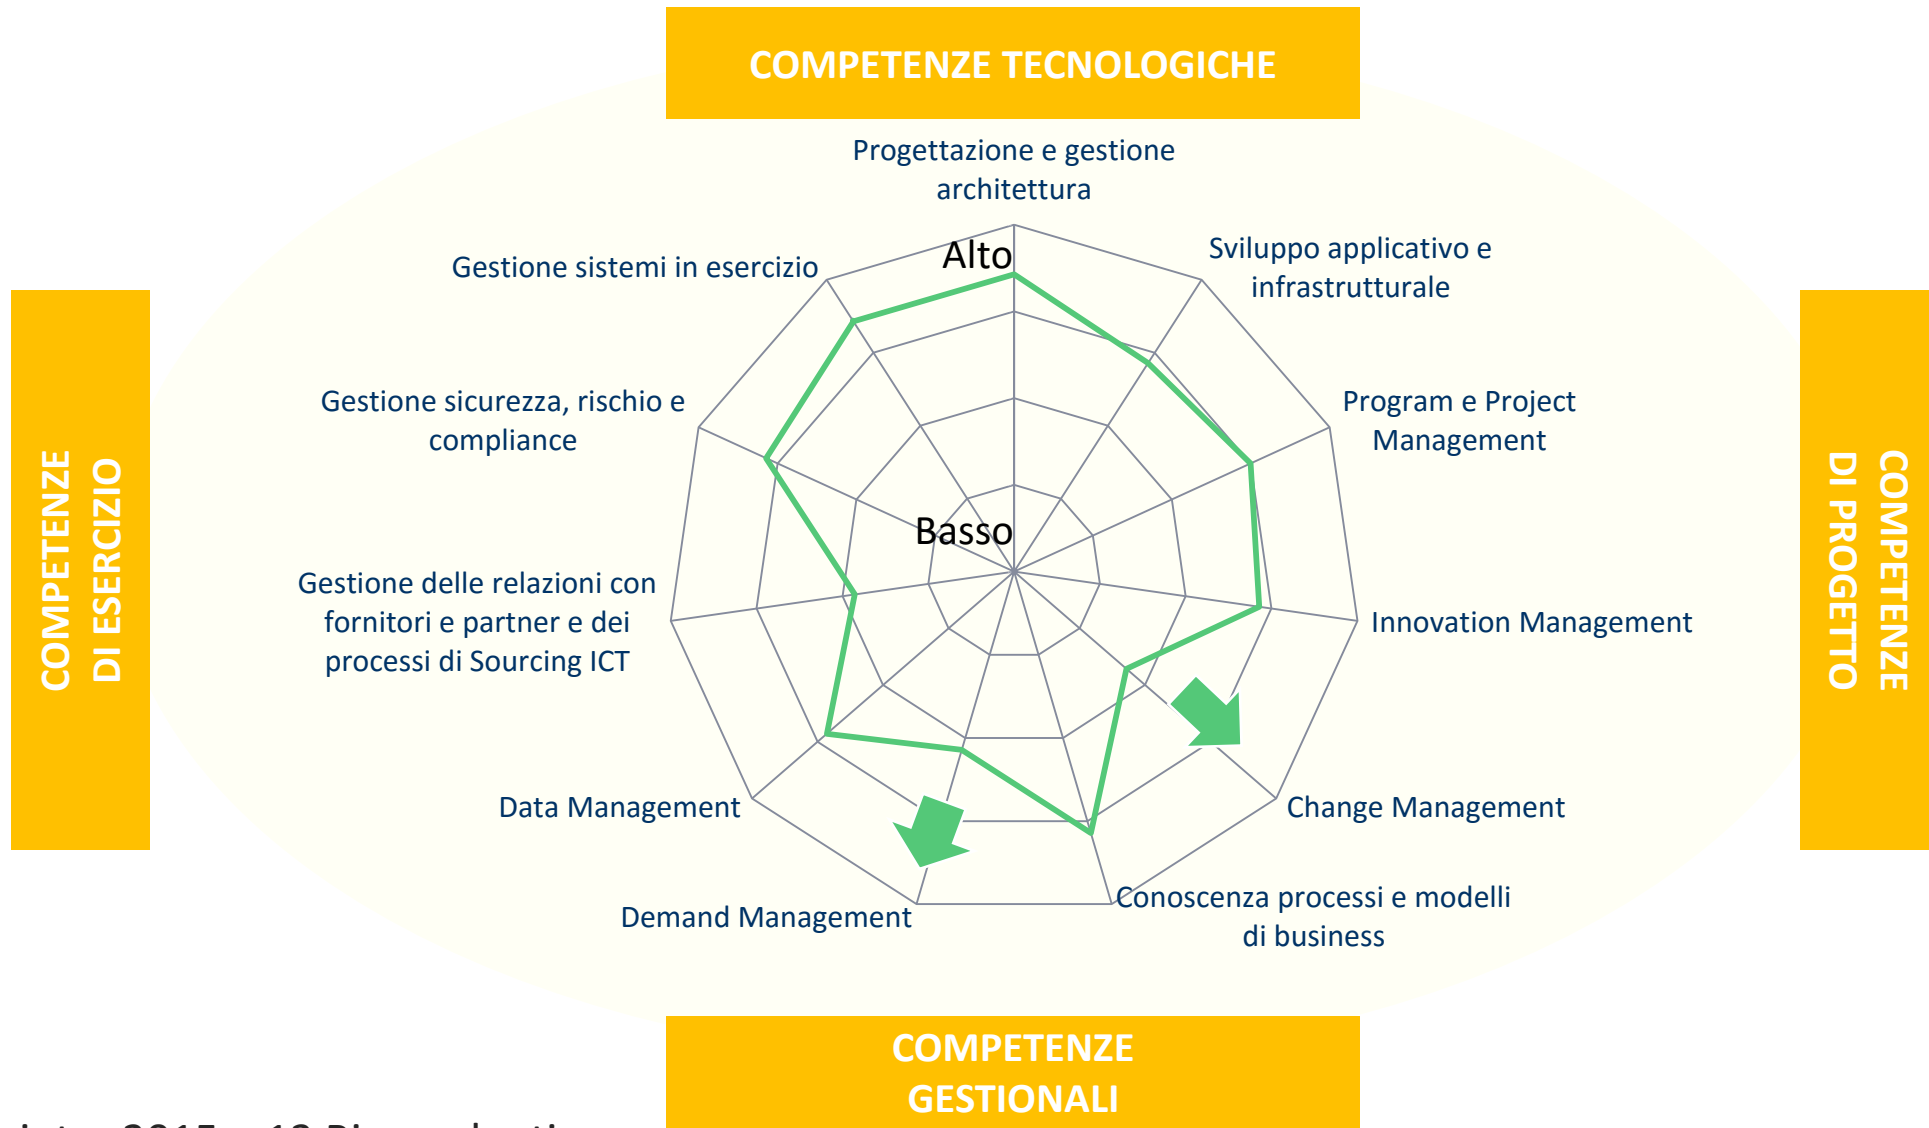 COMPETENZE TECNOLOGICHE
Progettazione e gestione
architettura
Alto
Sviluppo applicativo e
infrastrutturale
Gestione sistemi in esercizio
Gestione sicurezza, rischio e
compliance
Program e Project
Management
COMPETENZE
DI ESERCIZIO
COMPETENZE
DI PROGETTO
Basso
Gestione delle relazioni con
fornitori e partner e dei
processi di Sourcing ICT
Innovation Management
Data Management
Change Management
Demand Management
Conoscenza processi e modelli
di business
COMPETENZE
GESTIONALI